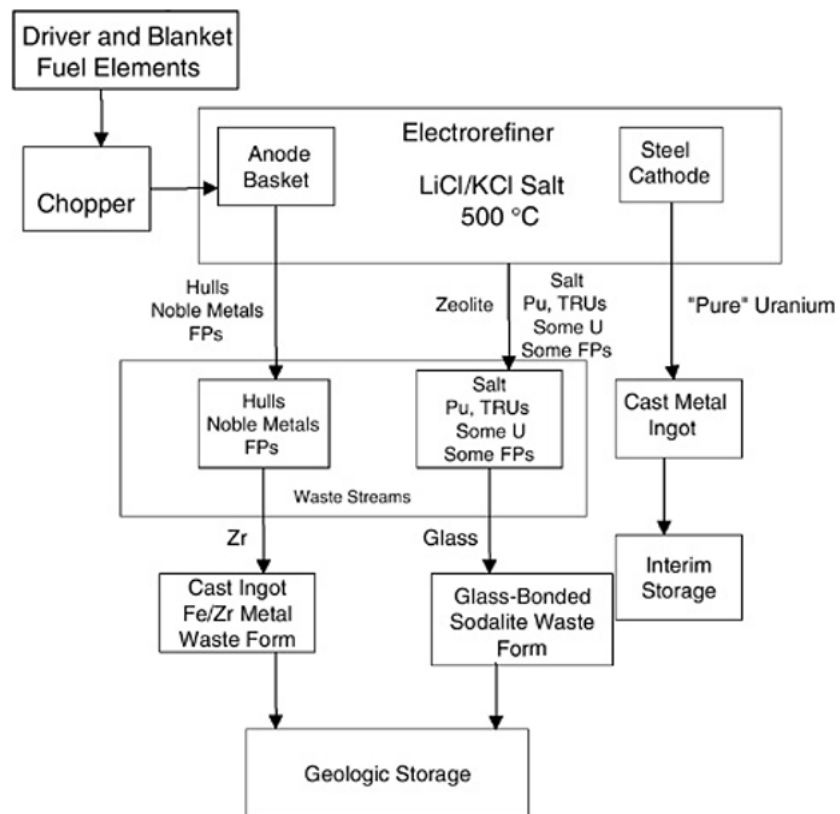 Driver and Blanket
Fuel Elements
Chopper
Anode
Basket
Electrorefiner
LiCl/KCl Salt
500 °C
Steel
Cathode
Hulls
Noble Metals
FPs
Zeolite
Salt
Pu, TRUs
Some U
Some FPs
"Pure" Uranium
Hulls
Noble Metals
FPs
Salt
Pu, TRUs
Some U
Some FPs
Waste Streams
Cast Metal
Ingot
Zr
Glass
Interim
Storage
Cast Ingot
Fe/Zr Metal
Waste Form
Glass-Bonded
Sodalite Waste
Form
Geologic Storage